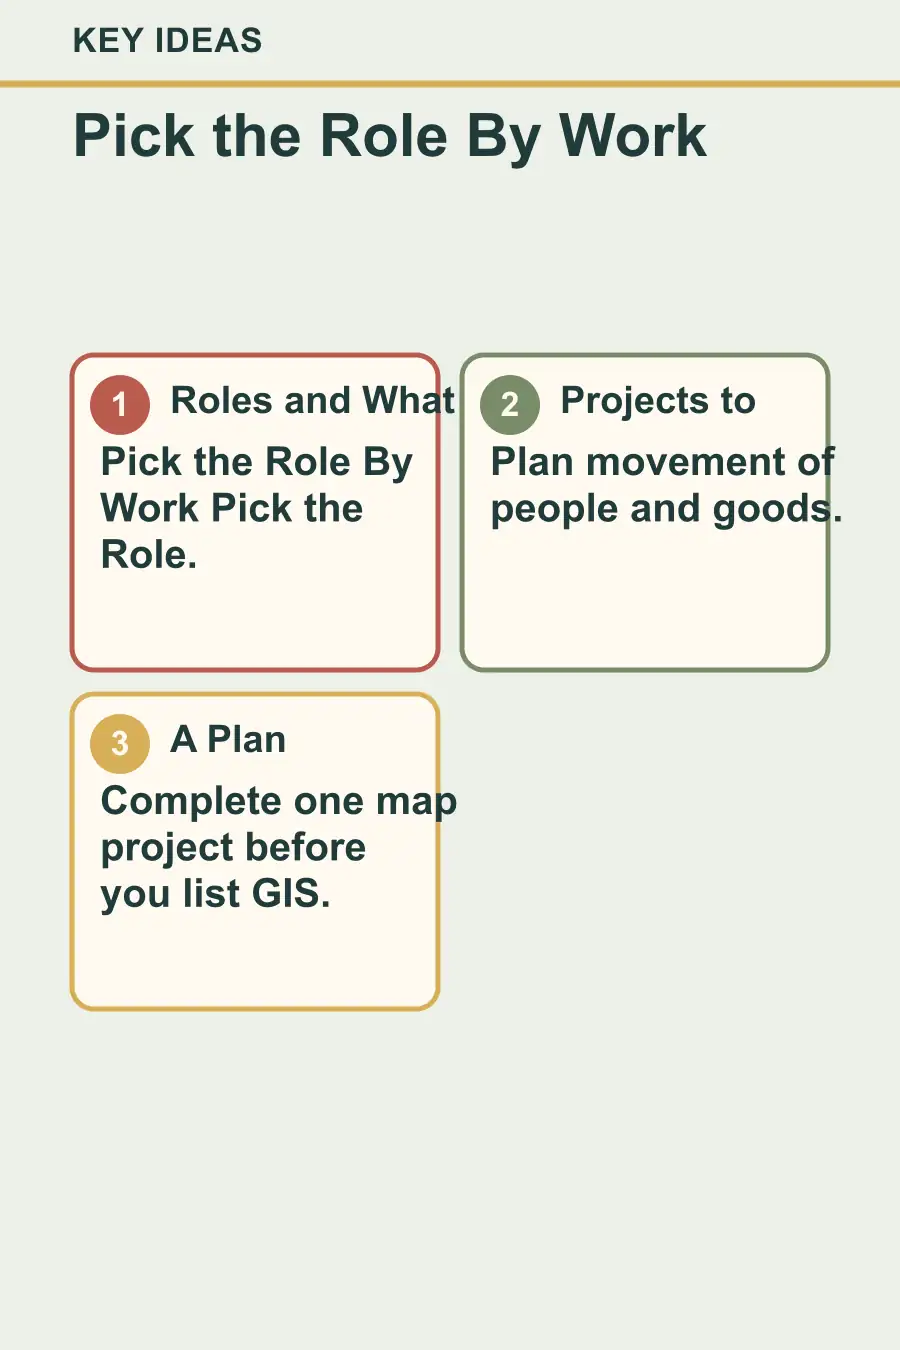 KEY IDEAS
Pick the Role By Work
1
Roles and What
Pick the Role By
Work Pick the
Role.
2
Projects to
Plan movement of
people and goods.
3
A Plan
Complete one map
project before
you list GIS.